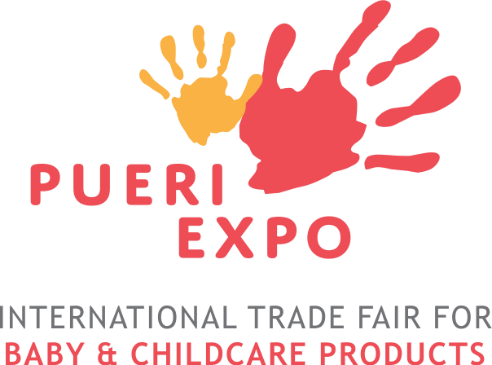 PUERI
EXPO
INTERNATIONAL TRADE FAIR FOR
BABY & CHILDCARE PRODUCTS